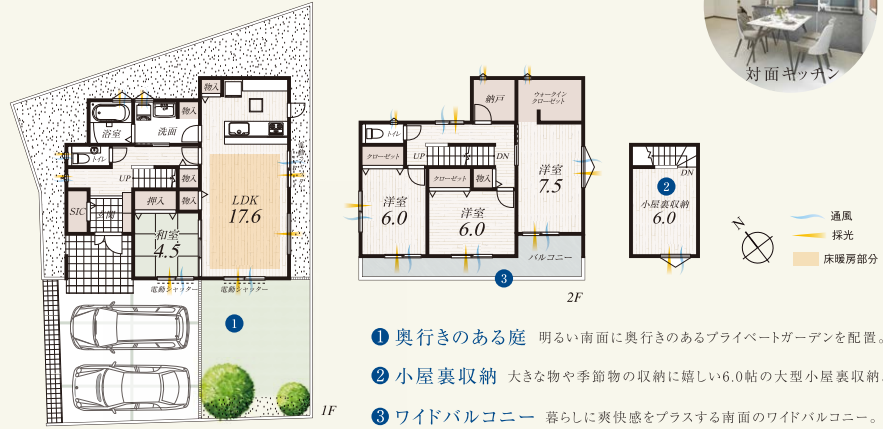 対面キッチン
物入
浴室
洗面
物入
トイレ
UP
物入
SIC
玄関
押入
物入
和室
4.5
LDK
17.6
電動シャッター
電動シャッター
1
1F
納戸
ウォークイン
クローゼット
トイレ
クローゼット
UP
DN
洋室
7.5
クローゼット
物入
洋室
6.0
洋室
6.0
バルコニー
3
2F
DN
2
小屋裏収納
6.0
N
通風
採光
床暖房部分
1 奥行きのある庭 明るい南面に奥行きのあるプライベートガーデンを配置。
2 小屋裏収納 大きな物や季節物の収納に嬉しい6.0帖の大型小屋裏収納。
3 ワイドバルコニー 暮らしに爽快感をプラスする南面のワイドバルコニー。